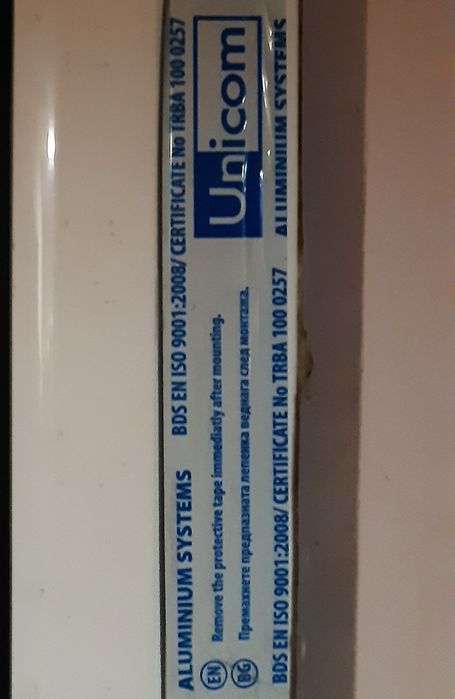 ALUMINIUM SYSTEMS BDS EN ISO 9001:2008/ CERTIFICATE No TRBA 100 0257
EN Remove the protective tape immediatly after mounting.
BG Премахнете предпазната лепенка веднага след монтажа.
Unicom
BDS EN ISO 9001:2008/ CERTIFICATE No TRBA 100 0257 ALUMINIUM SYSTEMS